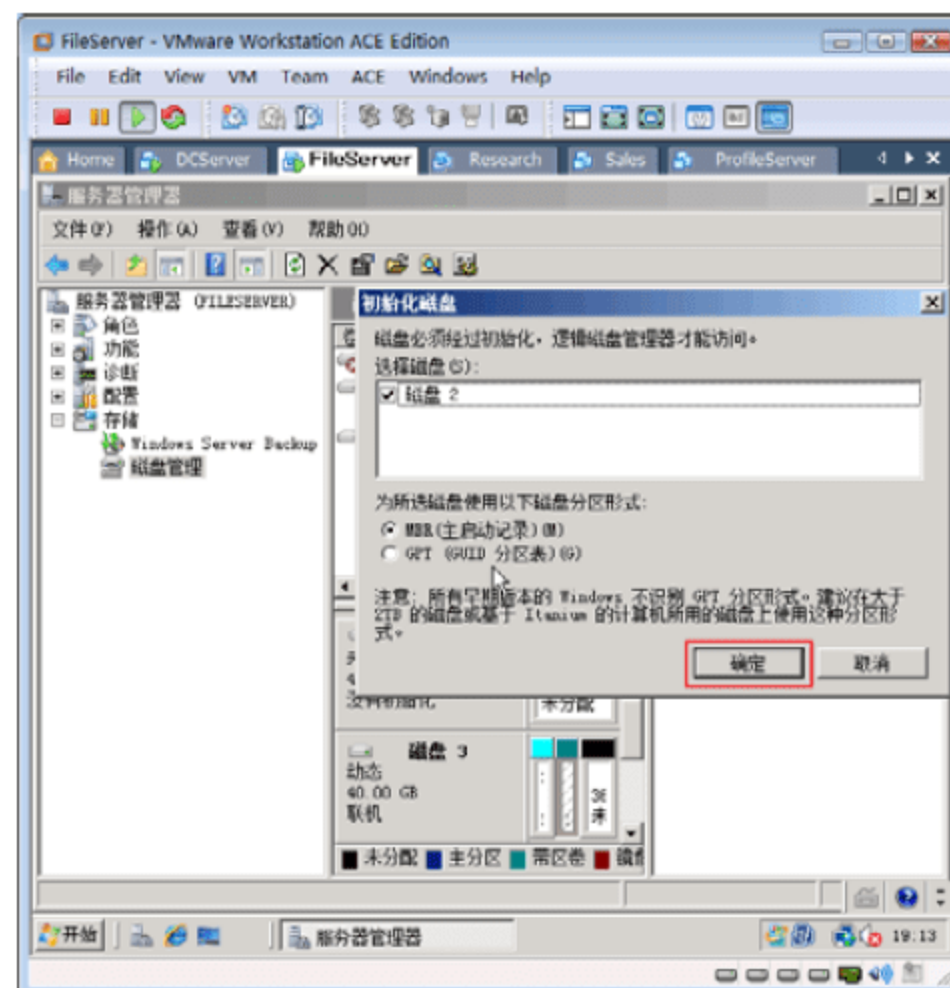 FileServer - VMware Workstation ACE Edition
File Edit View VM Team ACE Windows Help
Home DCServer FileServer Research Sales ProfileServer
服务器管理器
文件(F) 操作(A) 查看(V) 帮助(H)
服务器管理器 (FILESERVER)
角色
功能
诊断
配置
存储
Windows Server Backup
磁盘管理
初始化磁盘
磁盘必须经过初始化，逻辑磁盘管理器才能访问。
选择磁盘(S):
磁盘 2
为所选磁盘使用以下磁盘分区形式:
MBR(主启动记录)(M)
GPT (GUID 分区表)(G)
注意: 所有早期版本的 Windows 不识别 GPT 分区形式。建议在大于
2TB 的磁盘或基于 Itanium 的计算机所用的磁盘上使用这种分区形
式。
确定 取消
没有初始化 未分配
磁盘 3
动态
40.00 GB
联机
36
未
未分配 主分区 带区卷 镜像
开始 服务器管理器 19:13